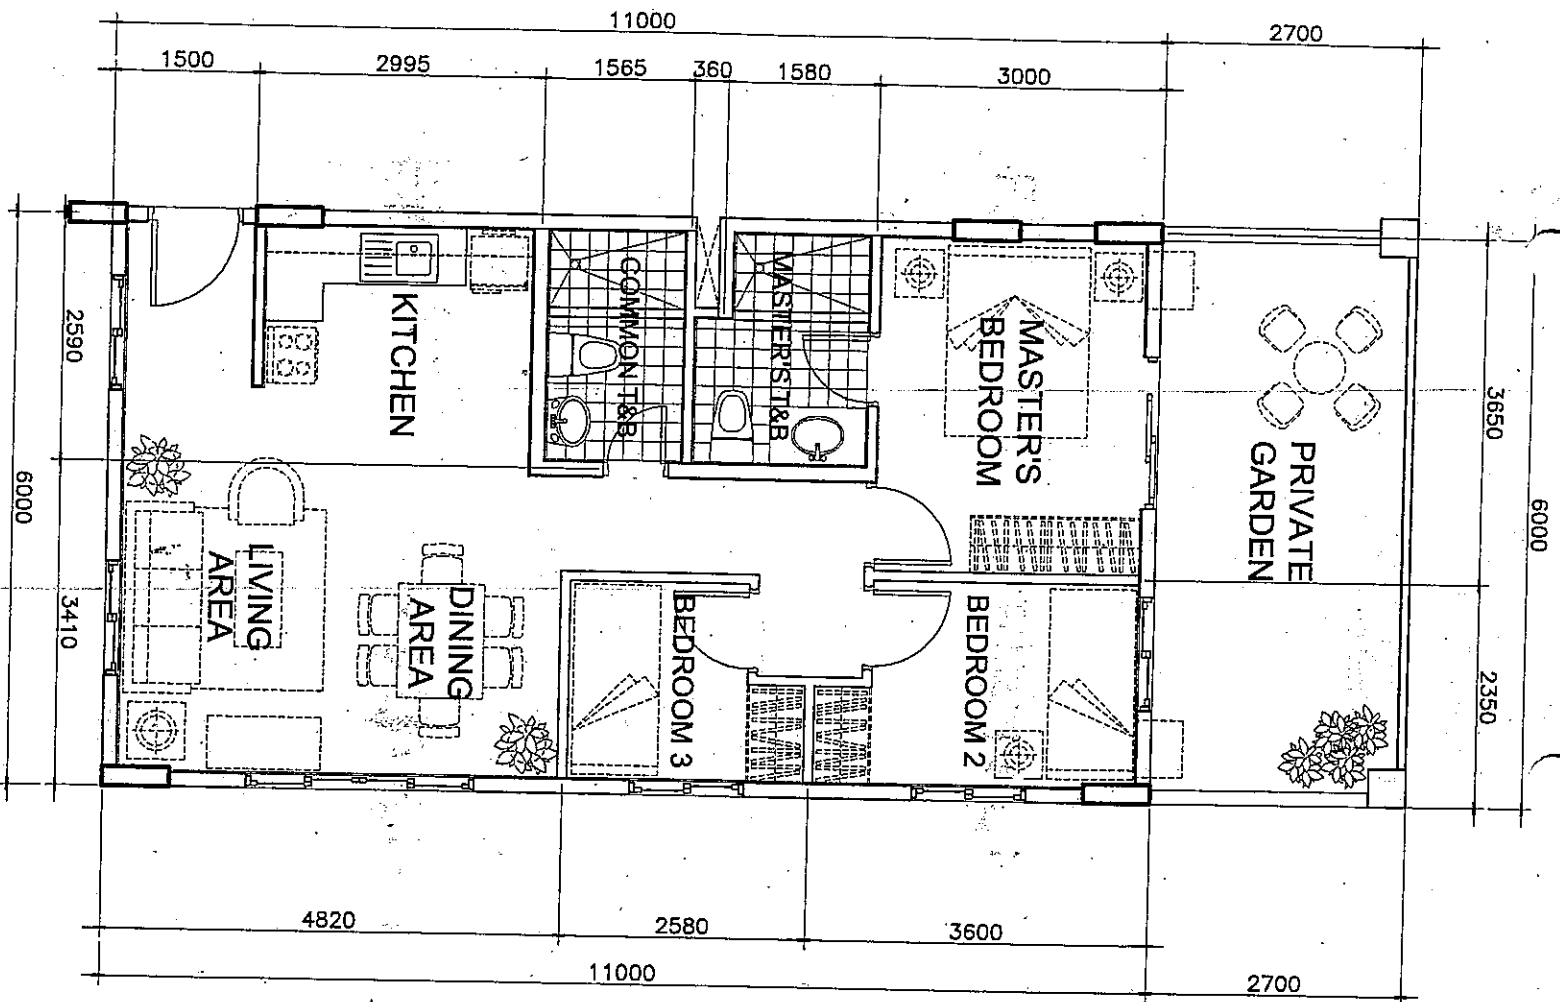 11000
2700
1500
2995
1565
360
1580
3000
2590
6000
3410
KITCHEN
COMMON T&B
MASTER'S T&B
MASTER'S
BEDROOM
PRIVATE
GARDEN
3650
6000
2350
LIVING
AREA
DINING
AREA
BEDROOM 3
BEDROOM 2
4820
2580
3600
11000
2700